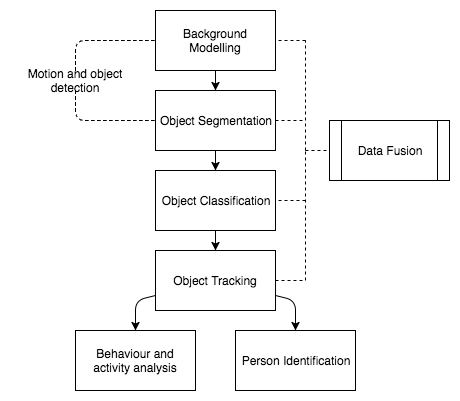 Background
Modelling
Motion and object
detection
Object Segmentation
Data Fusion
Object Classification
Object Tracking
Behaviour and
activity analysis
Person Identification